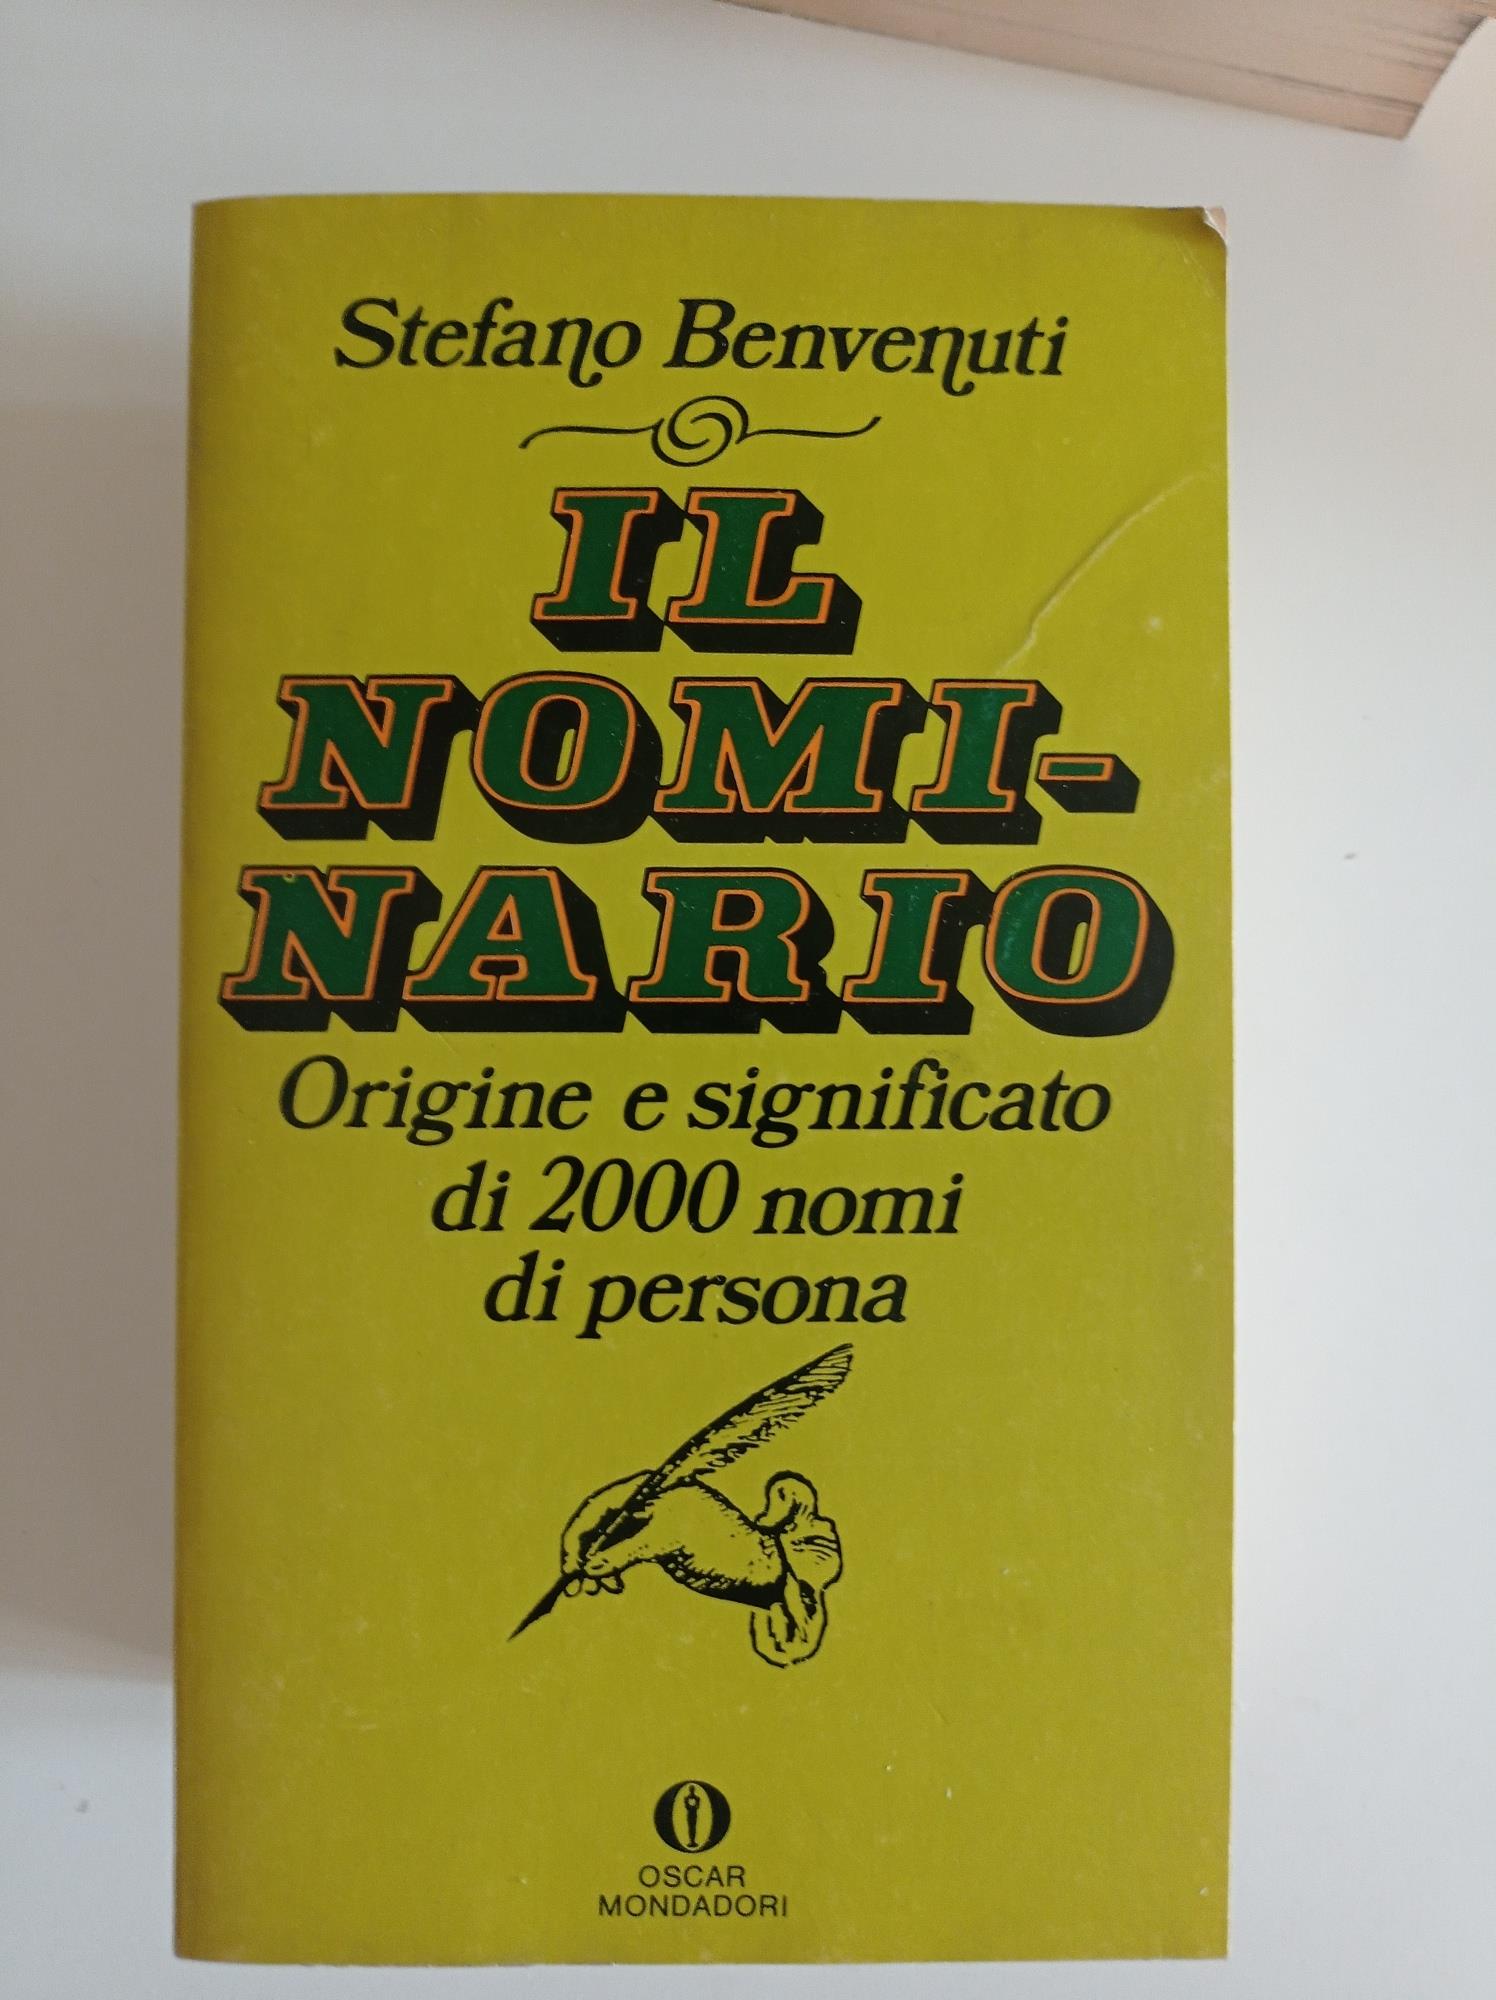 Stefano Benvenuti
IL
NOMI-
NARIO
Origine e significato
di 2000 nomi
di persona
OSCAR
MONDADORI